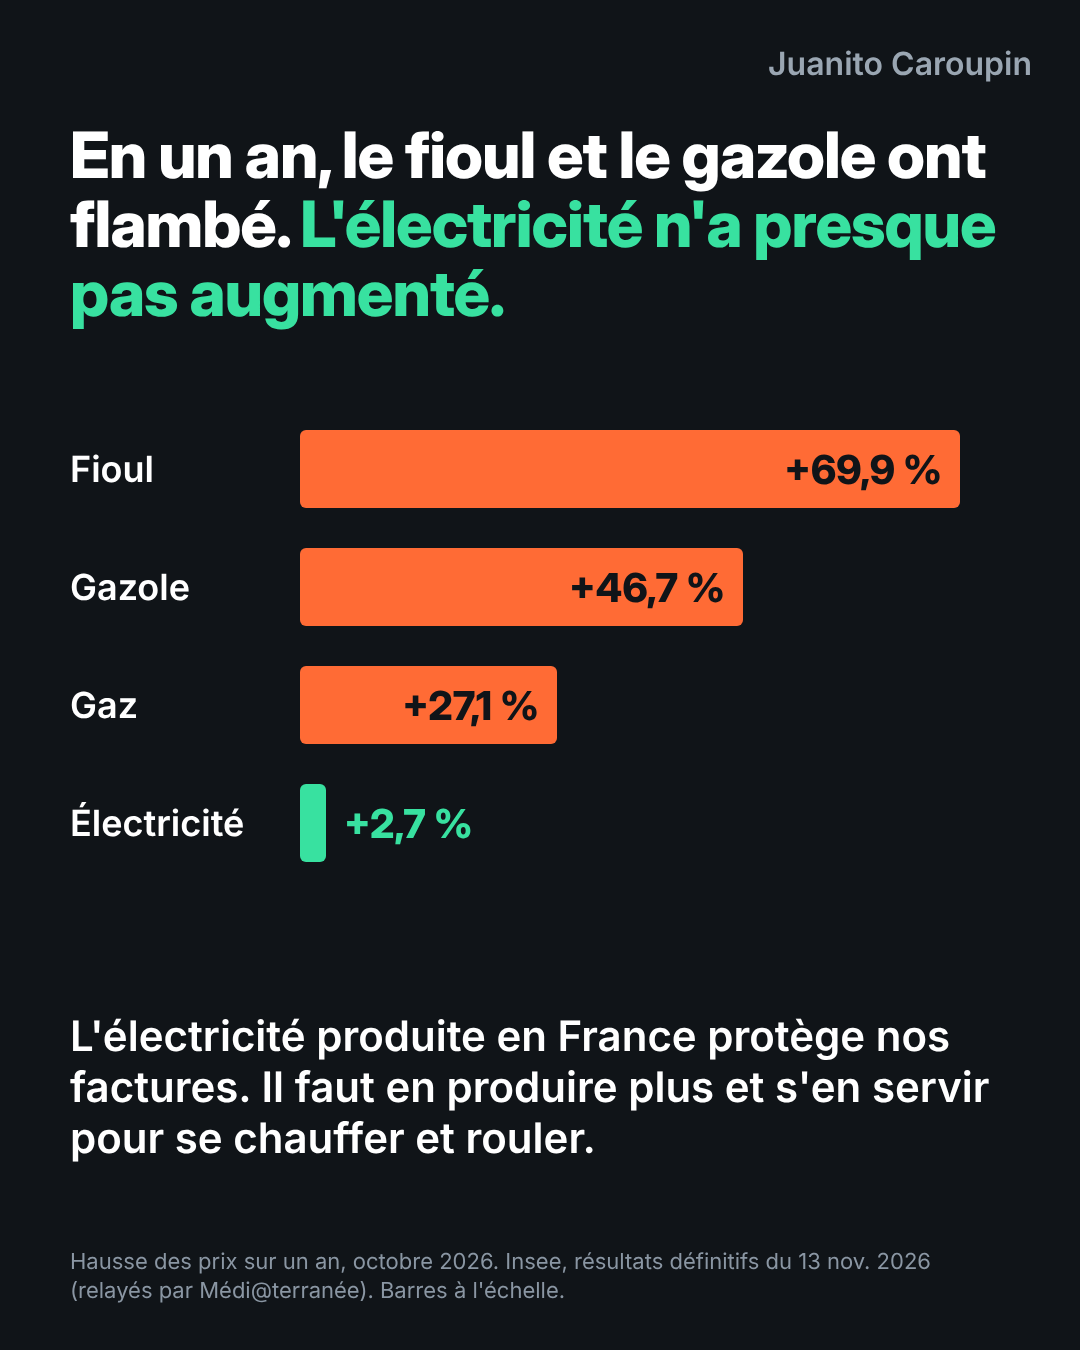 Juanito Caroupin
En un an, le fioul et le gazole ont
flambé. L'électricité n'a presque
pas augmenté.
Fioul
+69,9 %
Gazole
+46,7 %
Gaz
+27,1 %
Électricité
+2,7 %
L'électricité produite en France protège nos
factures. Il faut en produire plus et s'en servir
pour se chauffer et rouler.
Hausse des prix sur un an, octobre 2026. Insee, résultats définitifs du 13 nov. 2026
(relayés par Médi@terranée). Barres à l'échelle.